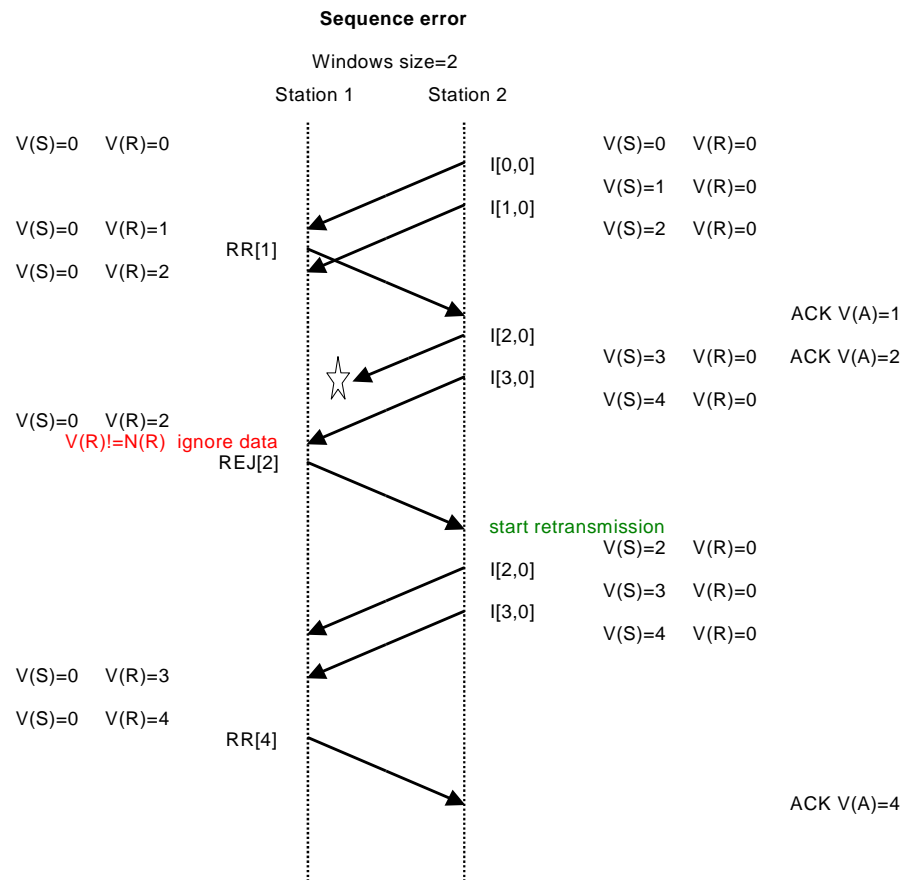 Sequence error
Windows size=2
Station 1 Station 2
V(S)=0 V(R)=0 V(S)=0 V(R)=0
I[0,0]
V(S)=1 V(R)=0
I[1,0]
V(S)=0 V(R)=1 V(S)=2 V(R)=0
RR[1]
V(S)=0 V(R)=2
ACK V(A)=1
I[2,0]
V(S)=3 V(R)=0 ACK V(A)=2
I[3,0]
V(S)=4 V(R)=0
V(S)=0 V(R)=2
V(R)!=N(R) ignore data
REJ[2]
start retransmission
V(S)=2 V(R)=0
I[2,0]
V(S)=3 V(R)=0
I[3,0]
V(S)=4 V(R)=0
V(S)=0 V(R)=3
V(S)=0 V(R)=4
RR[4]
ACK V(A)=4